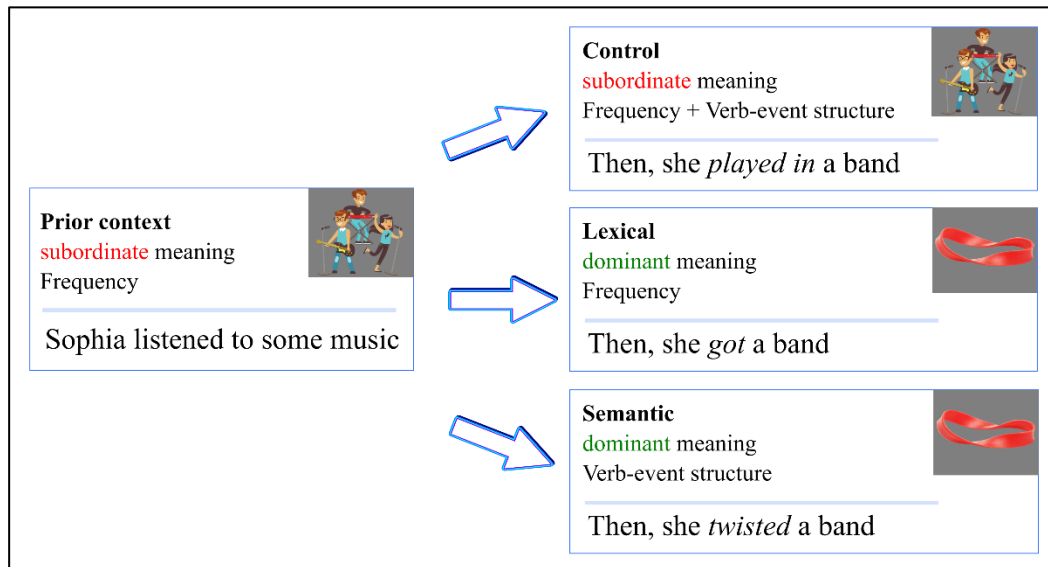 Prior context
subordinate meaning
Frequency
Sophia listened to some music
Control
subordinate meaning
Frequency + Verb-event structure
Then, she played in a band
Lexical
dominant meaning
Frequency
Then, she got a band
Semantic
dominant meaning
Verb-event structure
Then, she twisted a band